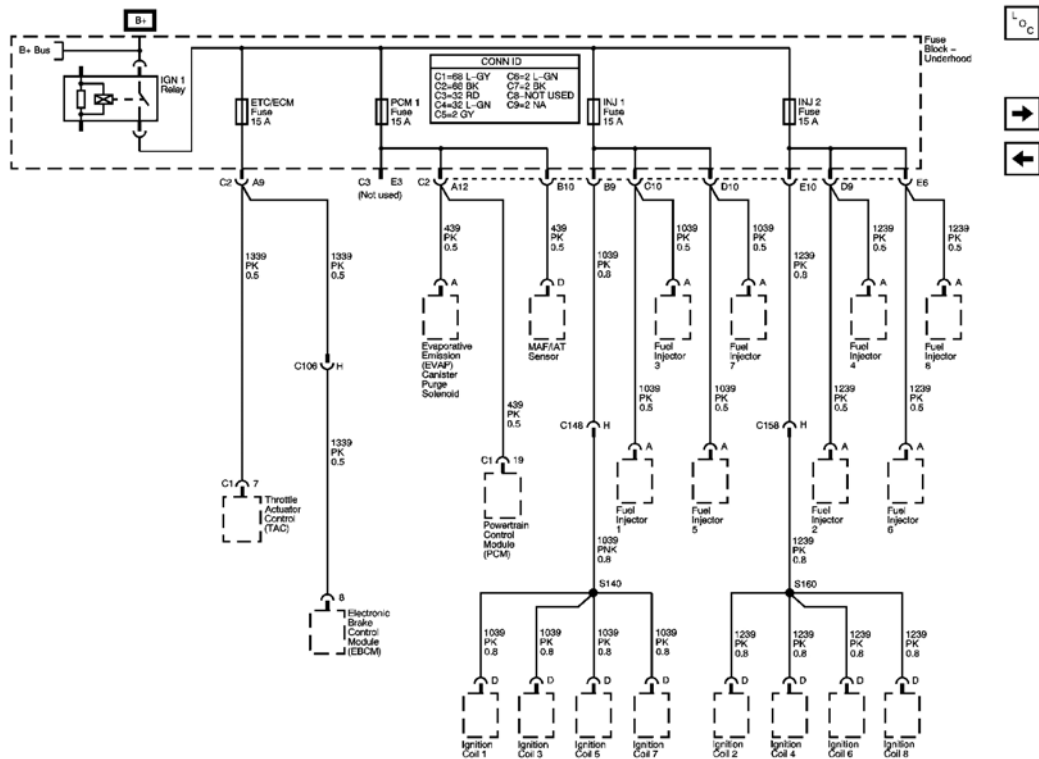 B+
L
O
C
B+ Bus
Fuse
Block –
Underhood
IGN 1
Relay
ETC/ECM
Fuse
15 A
PCM 1
Fuse
15 A
CONN ID
C1=68 L-GY C6=2 L-GN
C2=68 BK C7=2 BK
C3=32 RD C8-NOT USED
C4=32 L-GN C9=2 NA
C5=2 GY
INJ 1
Fuse
15 A
INJ 2
Fuse
15 A
C2 A9
C3 E3
(Not used)
C2 A12
B10
B9
C10
D10
E10
D9
E6
1339
PK
0.5
1339
PK
0.5
439
PK
0.5
439
PK
0.5
1039
PK
0.8
1039
PK
0.5
1039
PK
0.5
1239
PK
0.8
1239
PK
0.5
1239
PK
0.5
A
D
A
A
A
A
Evaporative
Emission
(EVAP)
Canister
Purge
Solenoid
MAF/IAT
Sensor
Fuel
Injector
3
Fuel
Injector
7
Fuel
Injector
4
Fuel
Injector
8
C106 H
439
PK
0.5
1039
PK
0.5
1039
PK
0.5
1239
PK
0.5
1239
PK
0.5
C148 H
C158 H
1339
PK
0.5
A
A
A
A
C1 7
C1 19
Throttle
Actuator
Control
(TAC)
Powertrain
Control
Module
(PCM)
Fuel
Injector
1
Fuel
Injector
5
Fuel
Injector
2
Fuel
Injector
6
1039
PNK
0.8
1239
PK
0.8
S140
S160
8
Electronic
Brake
Control
Module
(EBCM)
1039
PK
0.8
1039
PK
0.8
1039
PK
0.8
1039
PK
0.8
1239
PK
0.8
1239
PK
0.8
1239
PK
0.8
1239
PK
0.8
D
D
D
D
D
D
D
D
Ignition
Coil 1
Ignition
Coil 3
Ignition
Coil 5
Ignition
Coil 7
Ignition
Coil 2
Ignition
Coil 4
Ignition
Coil 6
Ignition
Coil 8